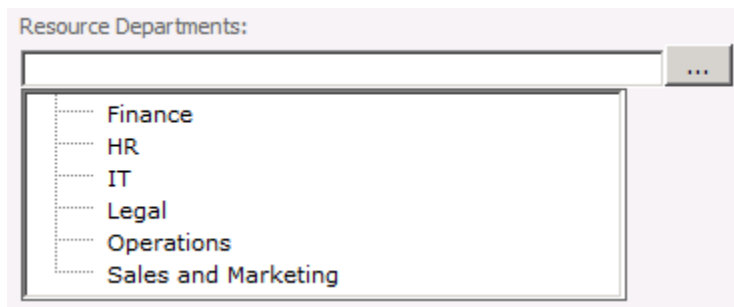 Resource Departments:
...
Finance
HR
IT
Legal
Operations
Sales and Marketing